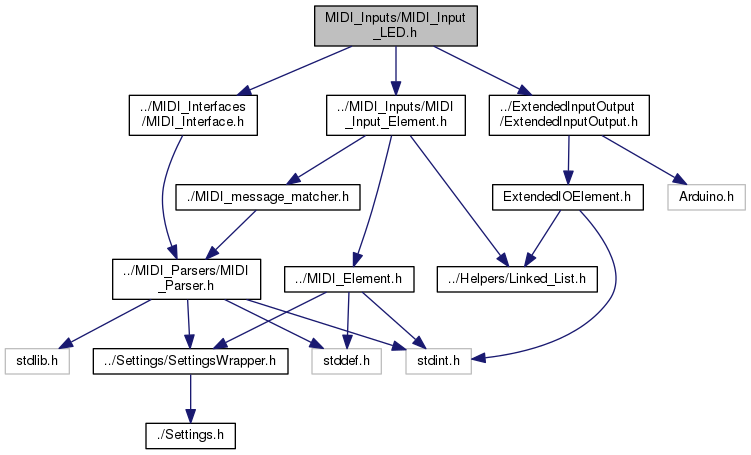 MIDI_Inputs/MIDI_Input
_LED.h
../MIDI_Interfaces
/MIDI_Interface.h
../MIDI_Inputs/MIDI
_Input_Element.h
../ExtendedInputOutput
/ExtendedInputOutput.h
./MIDI_message_matcher.h
ExtendedIOElement.h
Arduino.h
../MIDI_Parsers/MIDI
_Parser.h
../MIDI_Element.h
../Helpers/Linked_List.h
stdlib.h
../Settings/SettingsWrapper.h
stddef.h
stdint.h
./Settings.h